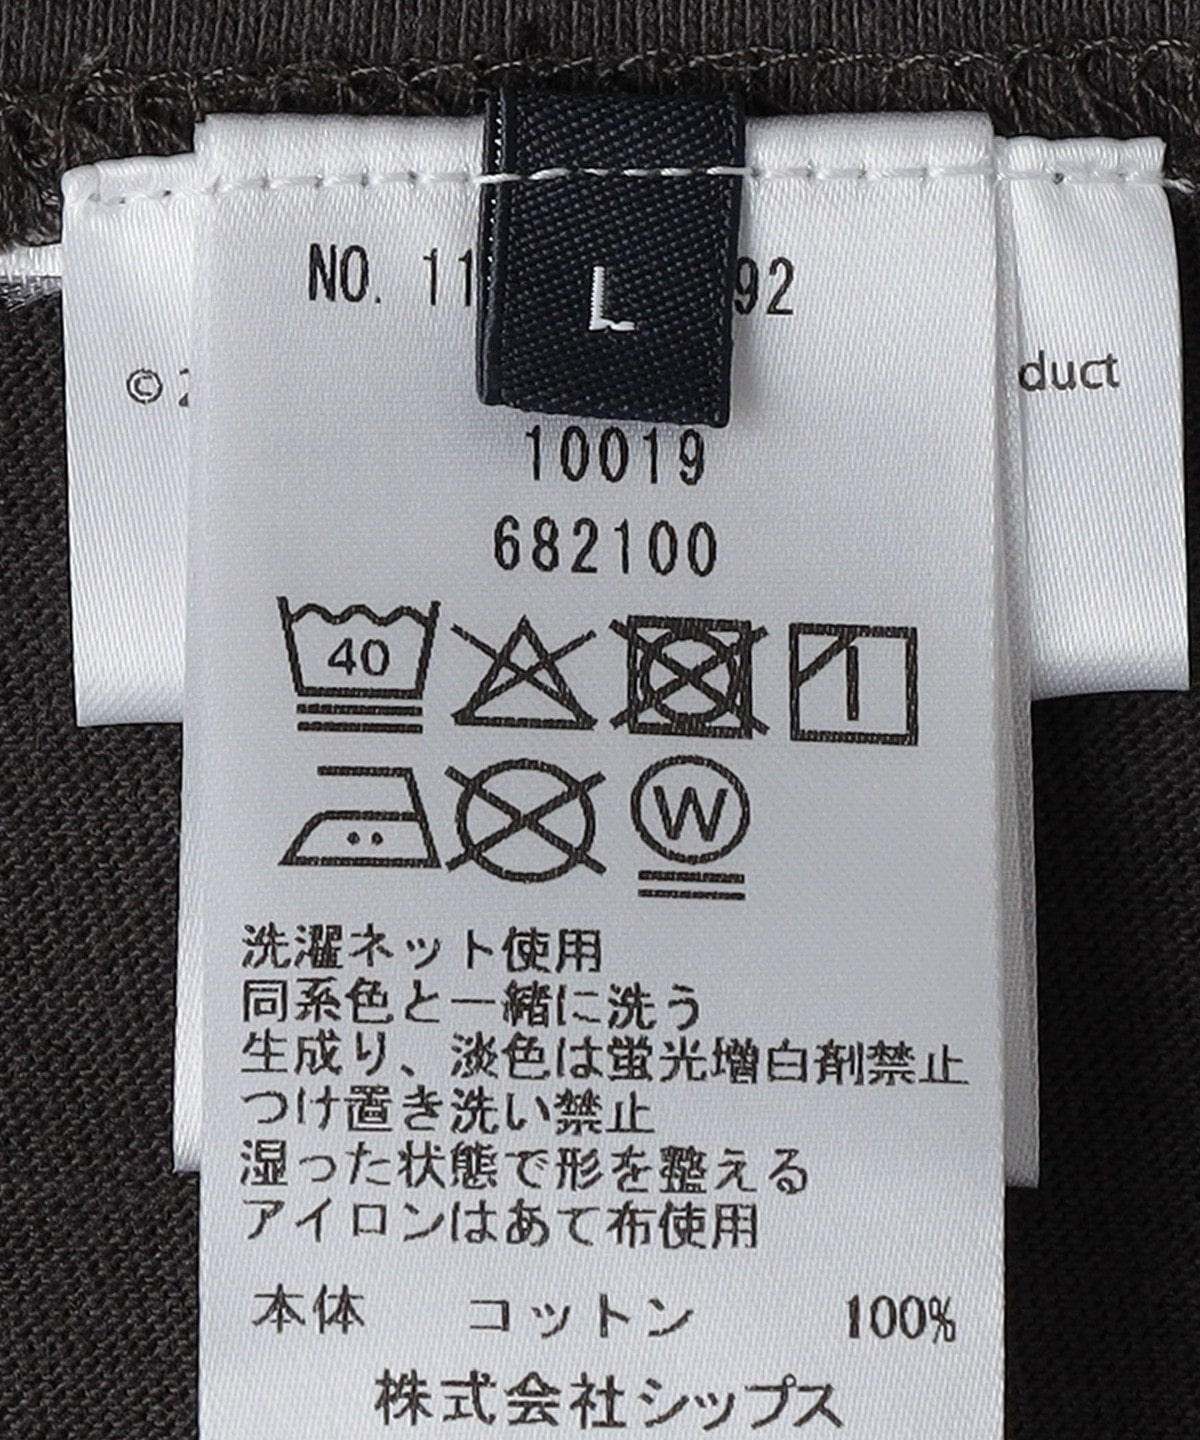 L
NO. 11 92
©
duct
10019
682100
40
W
洗濯ネット使用
同系色と一緒に洗う
生成り、淡色は蛍光増白剤禁止
つけ置き洗い禁止
湿った状態で形を整える
アイロンはあて布使用
本体 コットン 100%
株式会社シップス